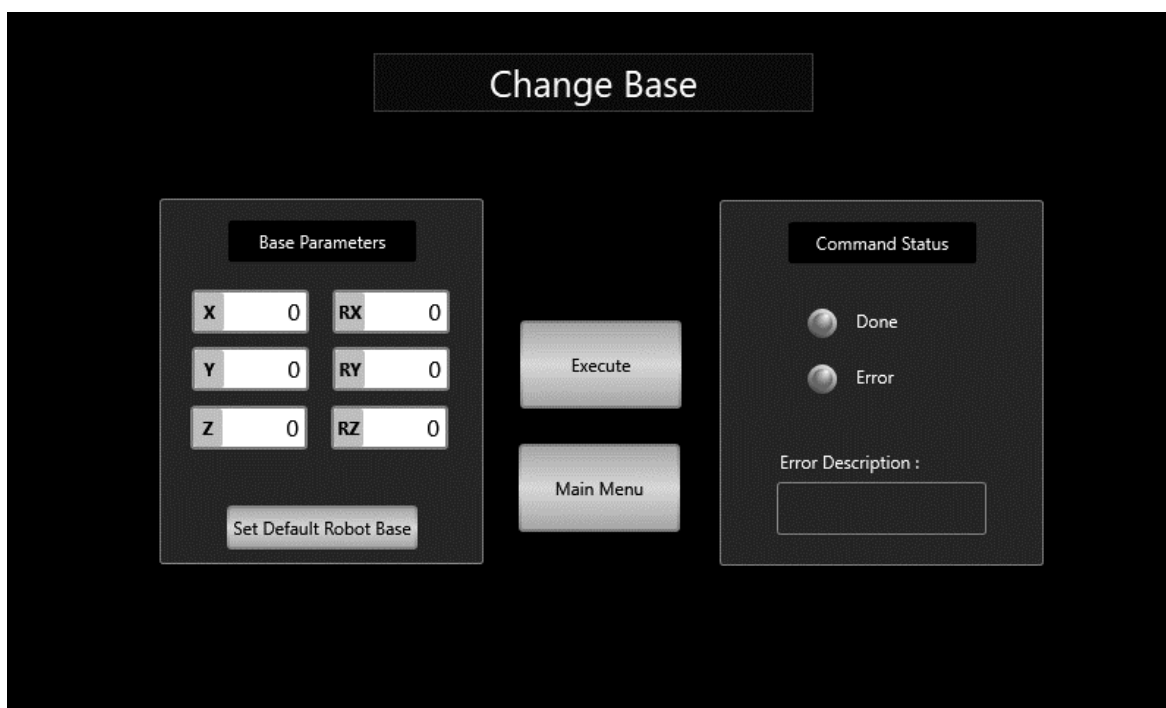 Change Base
Base Parameters
X 0 RX 0
Y 0 RY 0
Z 0 RZ 0
Set Default Robot Base
Execute
Main Menu
Command Status
Done
Error
Error Description :